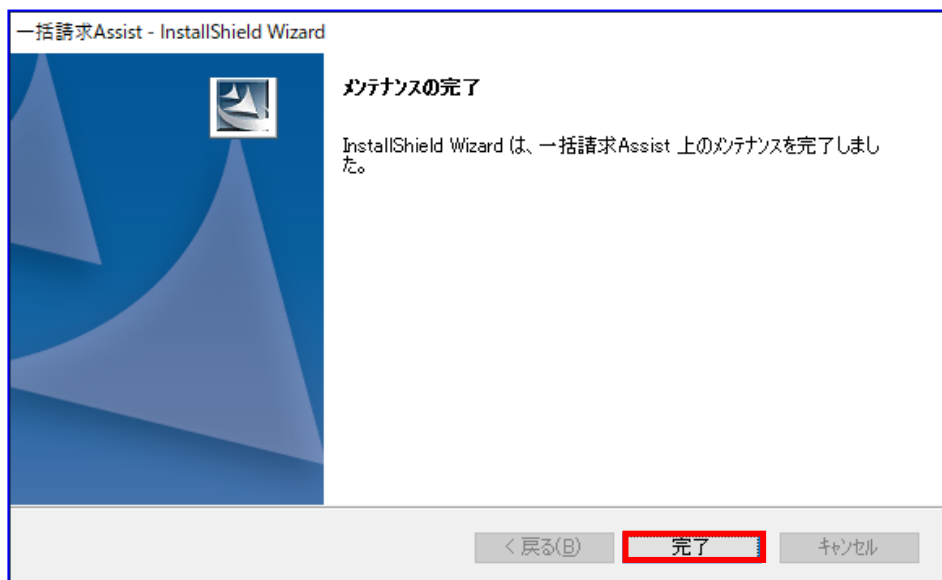 一括請求Assist - InstallShield Wizard
メンテナンスの完了
InstallShield Wizard は、一括請求Assist 上のメンテナンスを完了しまし
た。
< 戻る(B)
完了
キャンセル